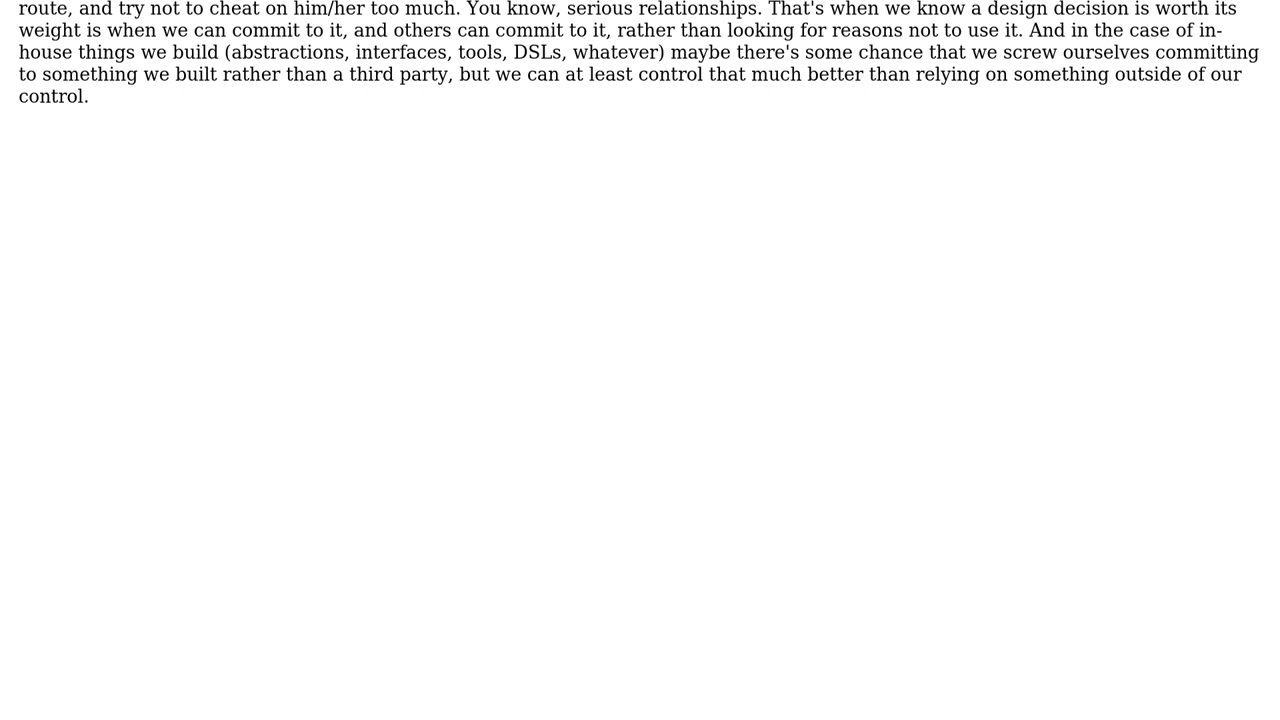 route, and try not to cheat on him/her too much. You know, serious relationships. That's when we know a design decision is worth its
weight is when we can commit to it, and others can commit to it, rather than looking for reasons not to use it. And in the case of in-
house things we build (abstractions, interfaces, tools, DSLs, whatever) maybe there's some chance that we screw ourselves committing
to something we built rather than a third party, but we can at least control that much better than relying on something outside of our
control.